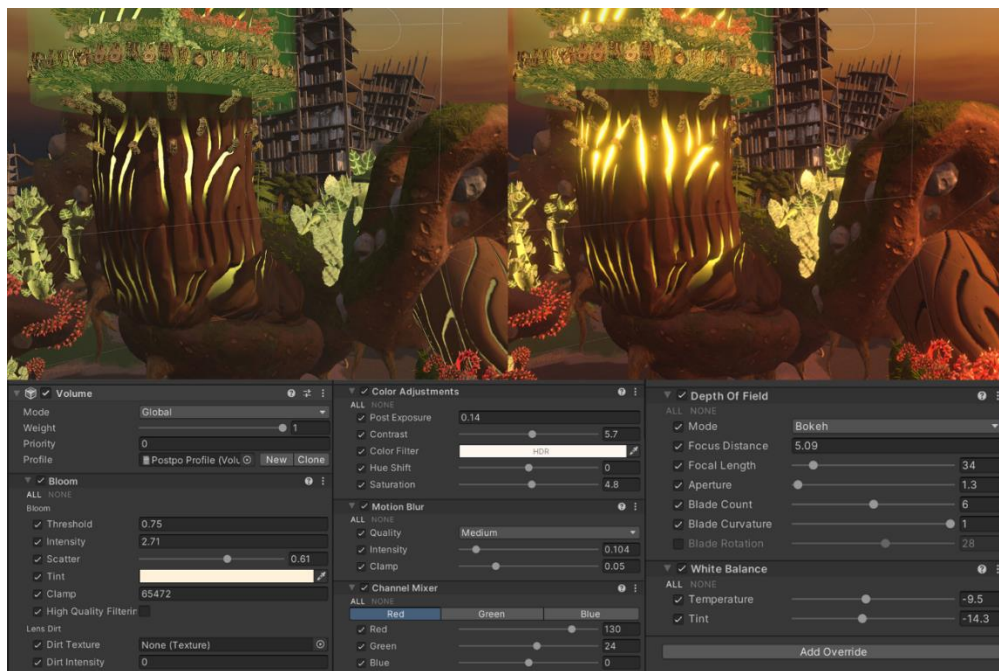 Volume
Mode Global
Weight 1
Priority 0
Profile Postpo Profile (Volu New Clone
Bloom
ALL NONE
Bloom
Threshold 0.75
Intensity 2.71
Scatter 0.61
Tint
Clamp 65472
High Quality Filterin
Lens Dirt
Dirt Texture None (Texture)
Dirt Intensity 0
Color Adjustments
ALL NONE
Post Exposure 0.14
Contrast 5.7
Color Filter HDR
Hue Shift 0
Saturation 4.8
Motion Blur
ALL NONE
Quality Medium
Intensity 0.104
Clamp 0.05
Channel Mixer
ALL NONE
Red Green Blue
Red 130
Green 24
Blue 0
Depth Of Field
ALL NONE
Mode Bokeh
Focus Distance 5.09
Focal Length 34
Aperture 1.3
Blade Count 6
Blade Curvature 1
Blade Rotation 28
White Balance
ALL NONE
Temperature -9.5
Tint -14.3
Add Override